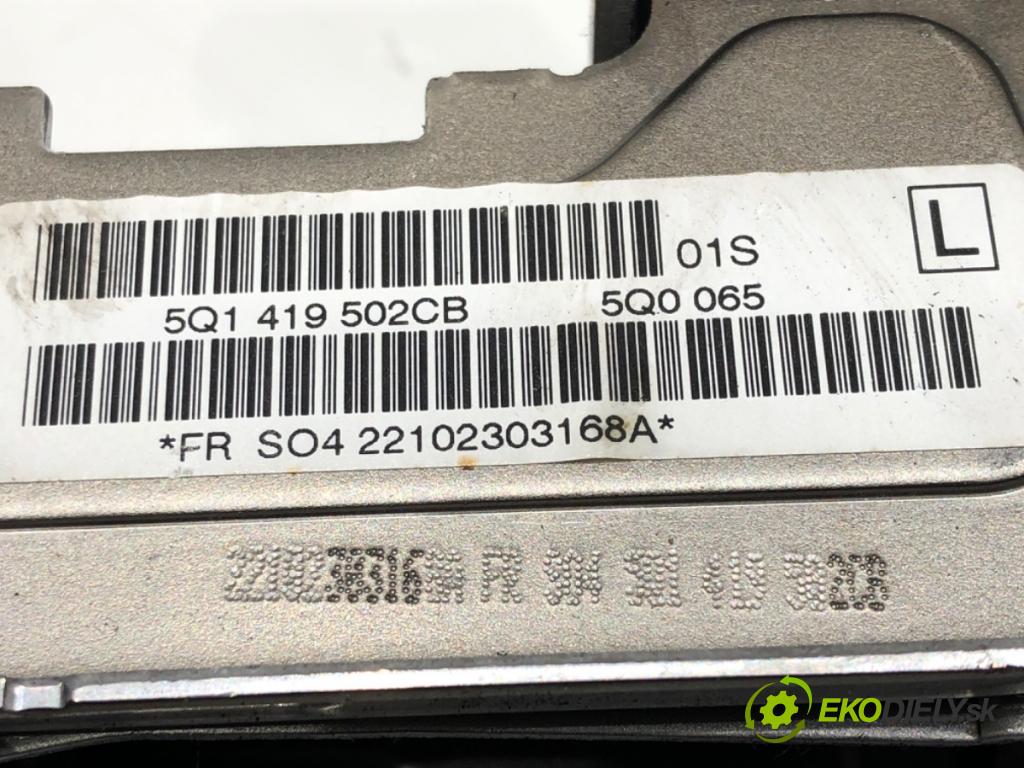 L
01S
5Q1 419 502CB 5Q0 065
*FR SO4 22102303168A*
EKODIELY.sk